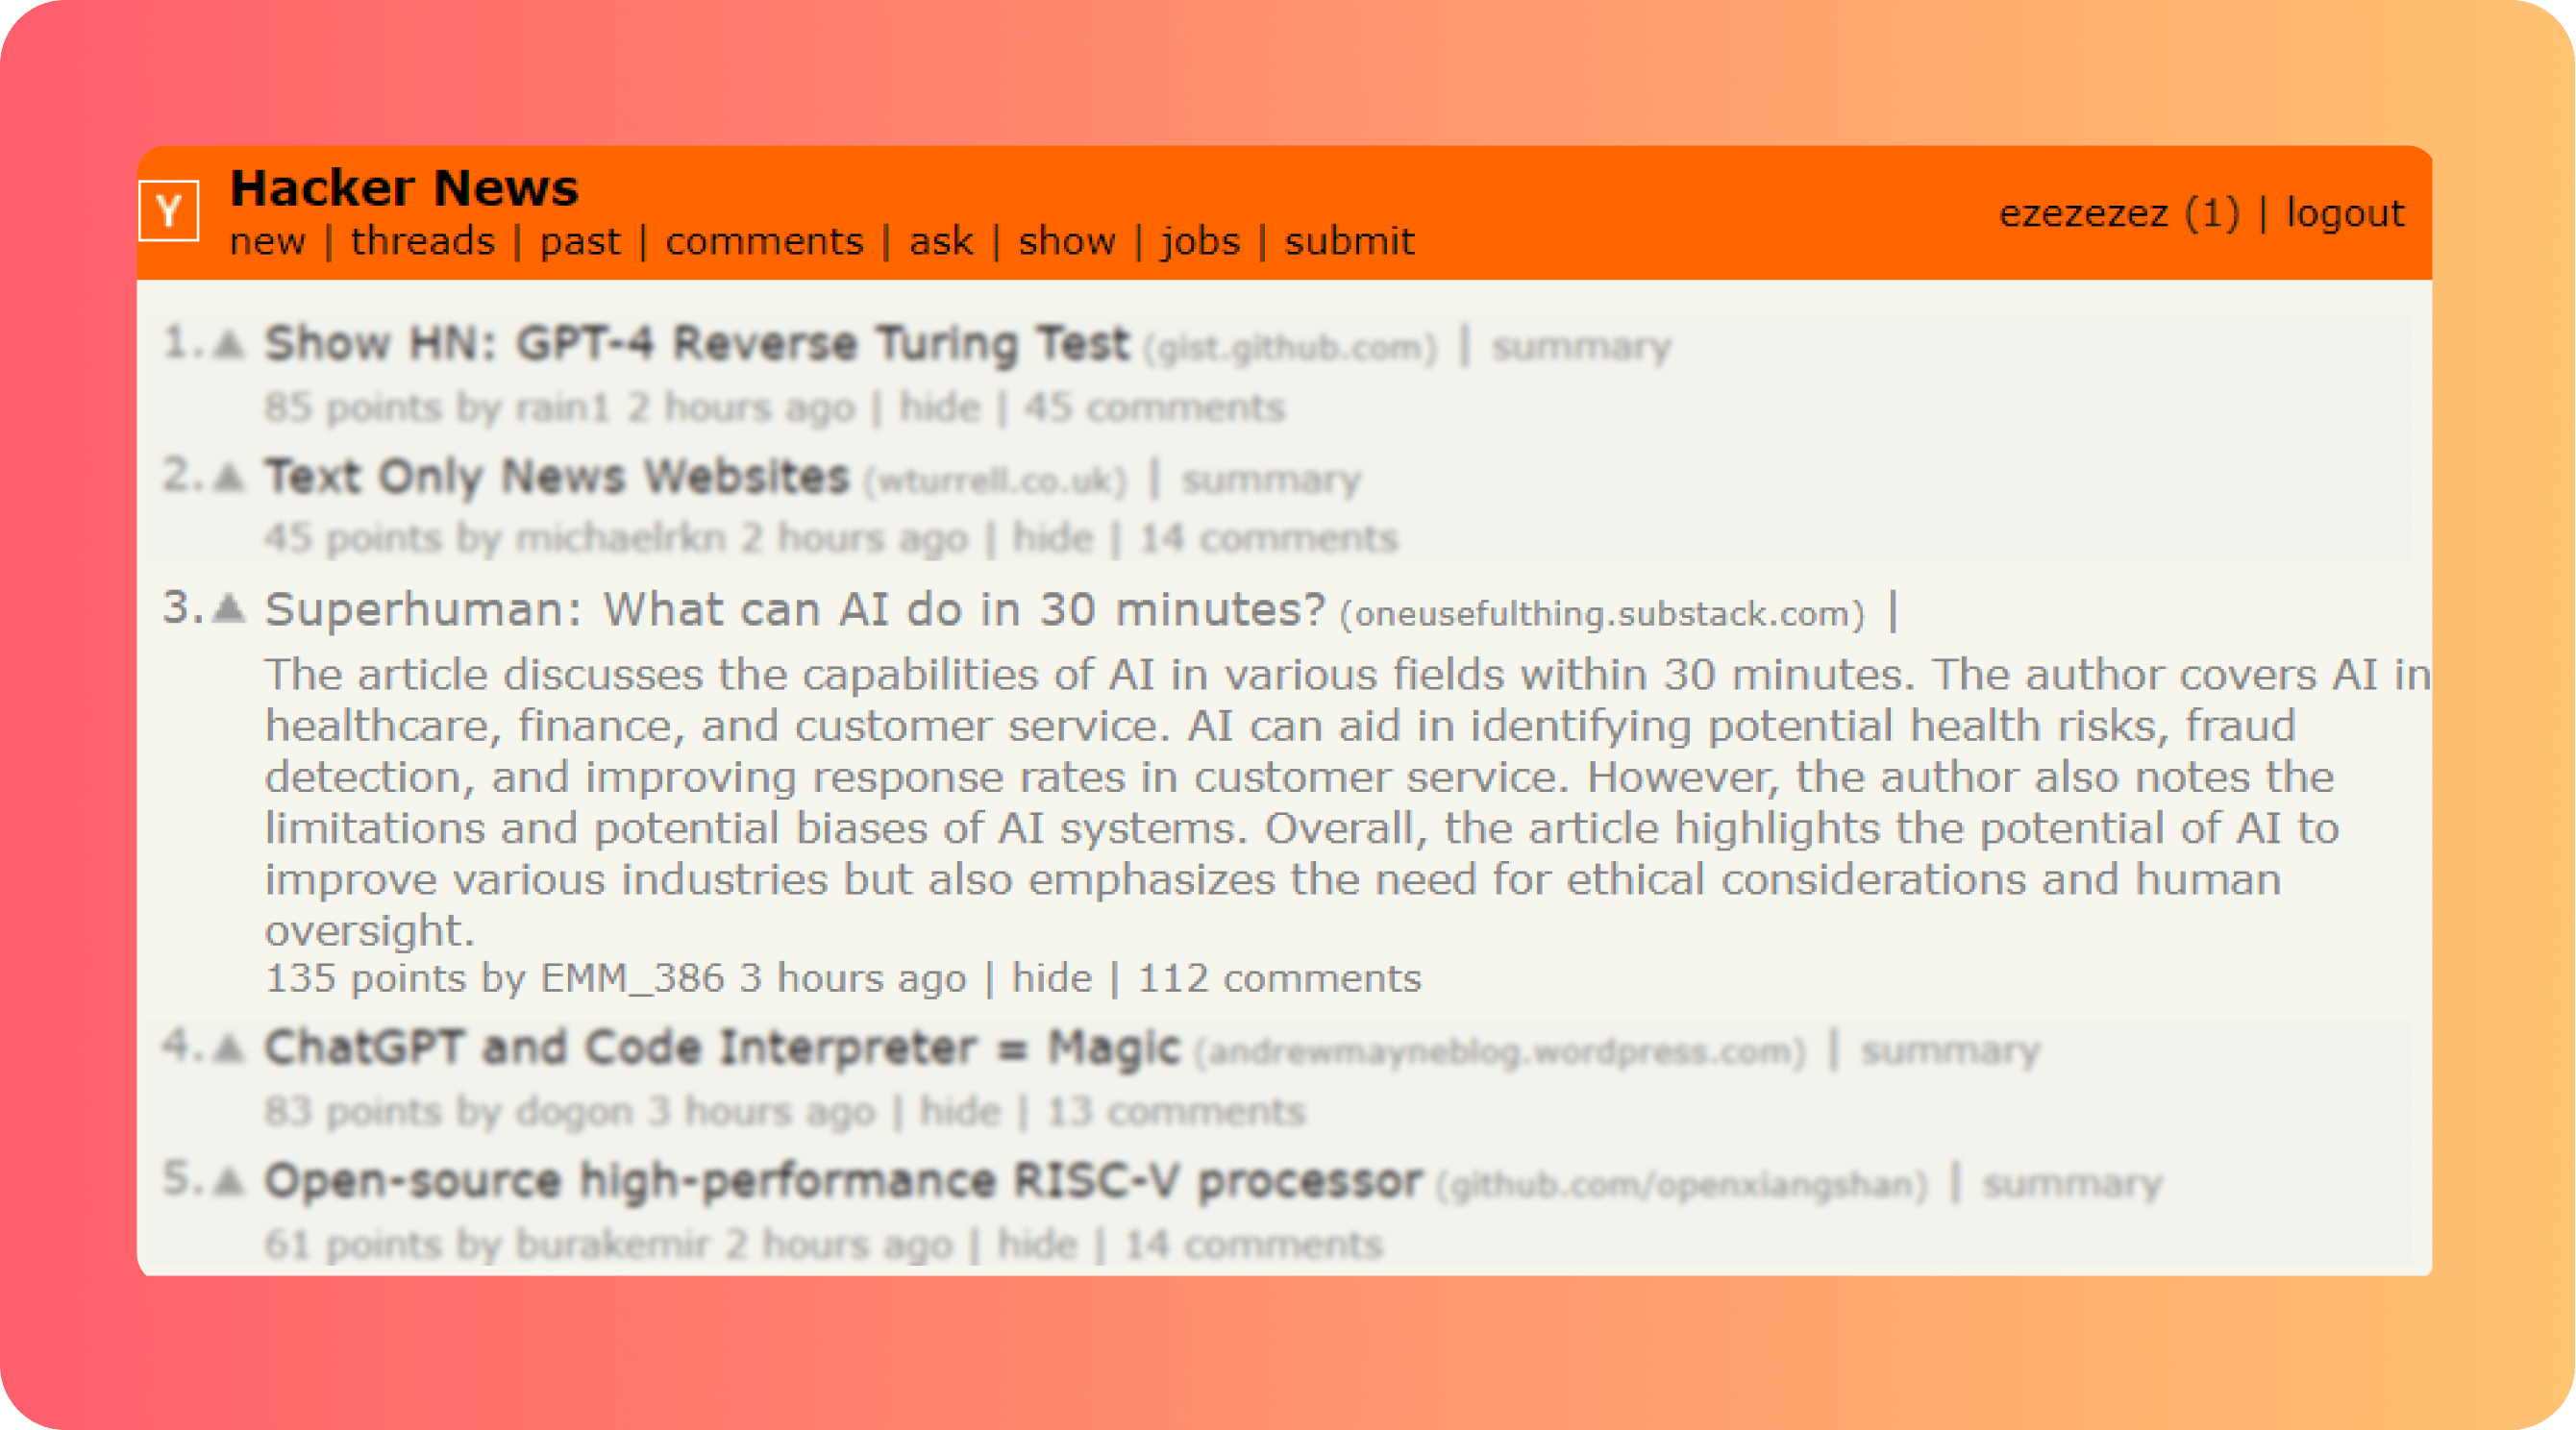 Y
Hacker News
new | threads | past | comments | ask | show | jobs | submit
ezezezez (1) | logout
1.▲ Show HN: GPT-4 Reverse Turing Test (gist.github.com) | summary
85 points by rain1 2 hours ago | hide | 45 comments
2.▲ Text Only News Websites (wturrell.co.uk) | summary
45 points by michaelrkn 2 hours ago | hide | 14 comments
3.▲ Superhuman: What can AI do in 30 minutes? (oneusefulthing.substack.com) |
The article discusses the capabilities of AI in various fields within 30 minutes. The author covers AI in
healthcare, finance, and customer service. AI can aid in identifying potential health risks, fraud
detection, and improving response rates in customer service. However, the author also notes the
limitations and potential biases of AI systems. Overall, the article highlights the potential of AI to
improve various industries but also emphasizes the need for ethical considerations and human
oversight.
135 points by EMM_386 3 hours ago | hide | 112 comments
4.▲ ChatGPT and Code Interpreter = Magic (andrewmayneblog.wordpress.com) | summary
83 points by dogon 3 hours ago | hide | 13 comments
5.▲ Open-source high-performance RISC-V processor (github.com/openxiangshan) | summary
61 points by burakemir 2 hours ago | hide | 14 comments